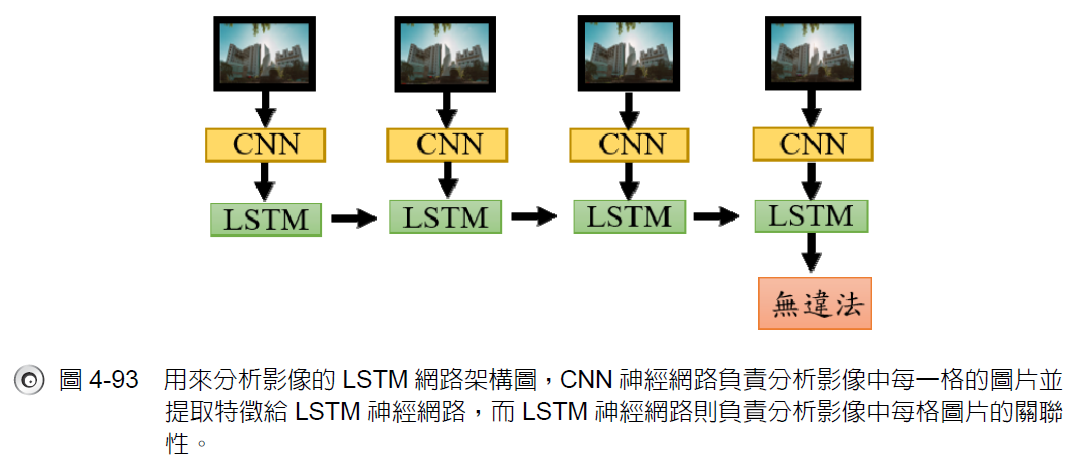 CNN CNN CNN CNN
LSTM LSTM LSTM LSTM
無違法
圖 4-93 用來分析影像的 LSTM 網路架構圖，CNN 神經網路負責分析影像中每一格的圖片並
提取特徵給 LSTM 神經網路，而 LSTM 神經網路則負責分析影像中每格圖片的關聯
性。